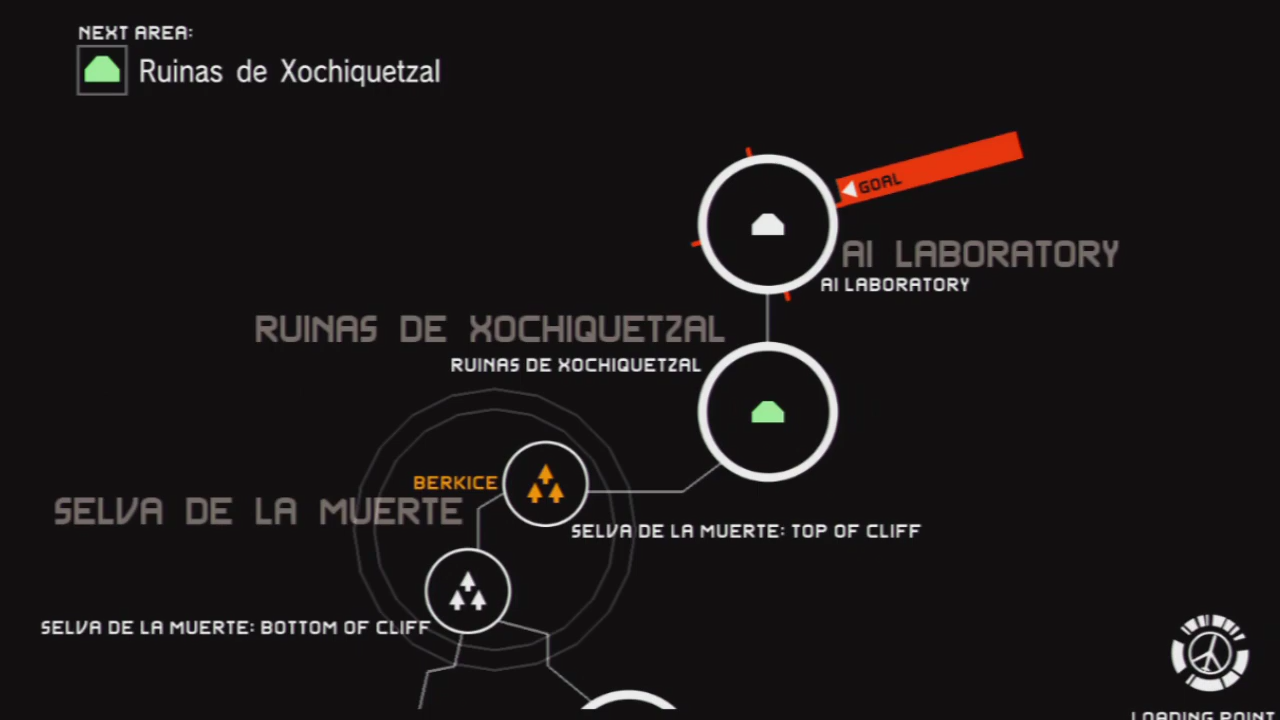 NEXT AREA:
Ruinas de Xochiquetzal
GOAL
AI LABORATORY
AI LABORATORY
RUINAS DE XOCHIQUETZAL
RUINAS DE XOCHIQUETZAL
BERKICE
SELVA DE LA MUERTE
SELVA DE LA MUERTE: TOP OF CLIFF
SELVA DE LA MUERTE: BOTTOM OF CLIFF
LOADING POINT